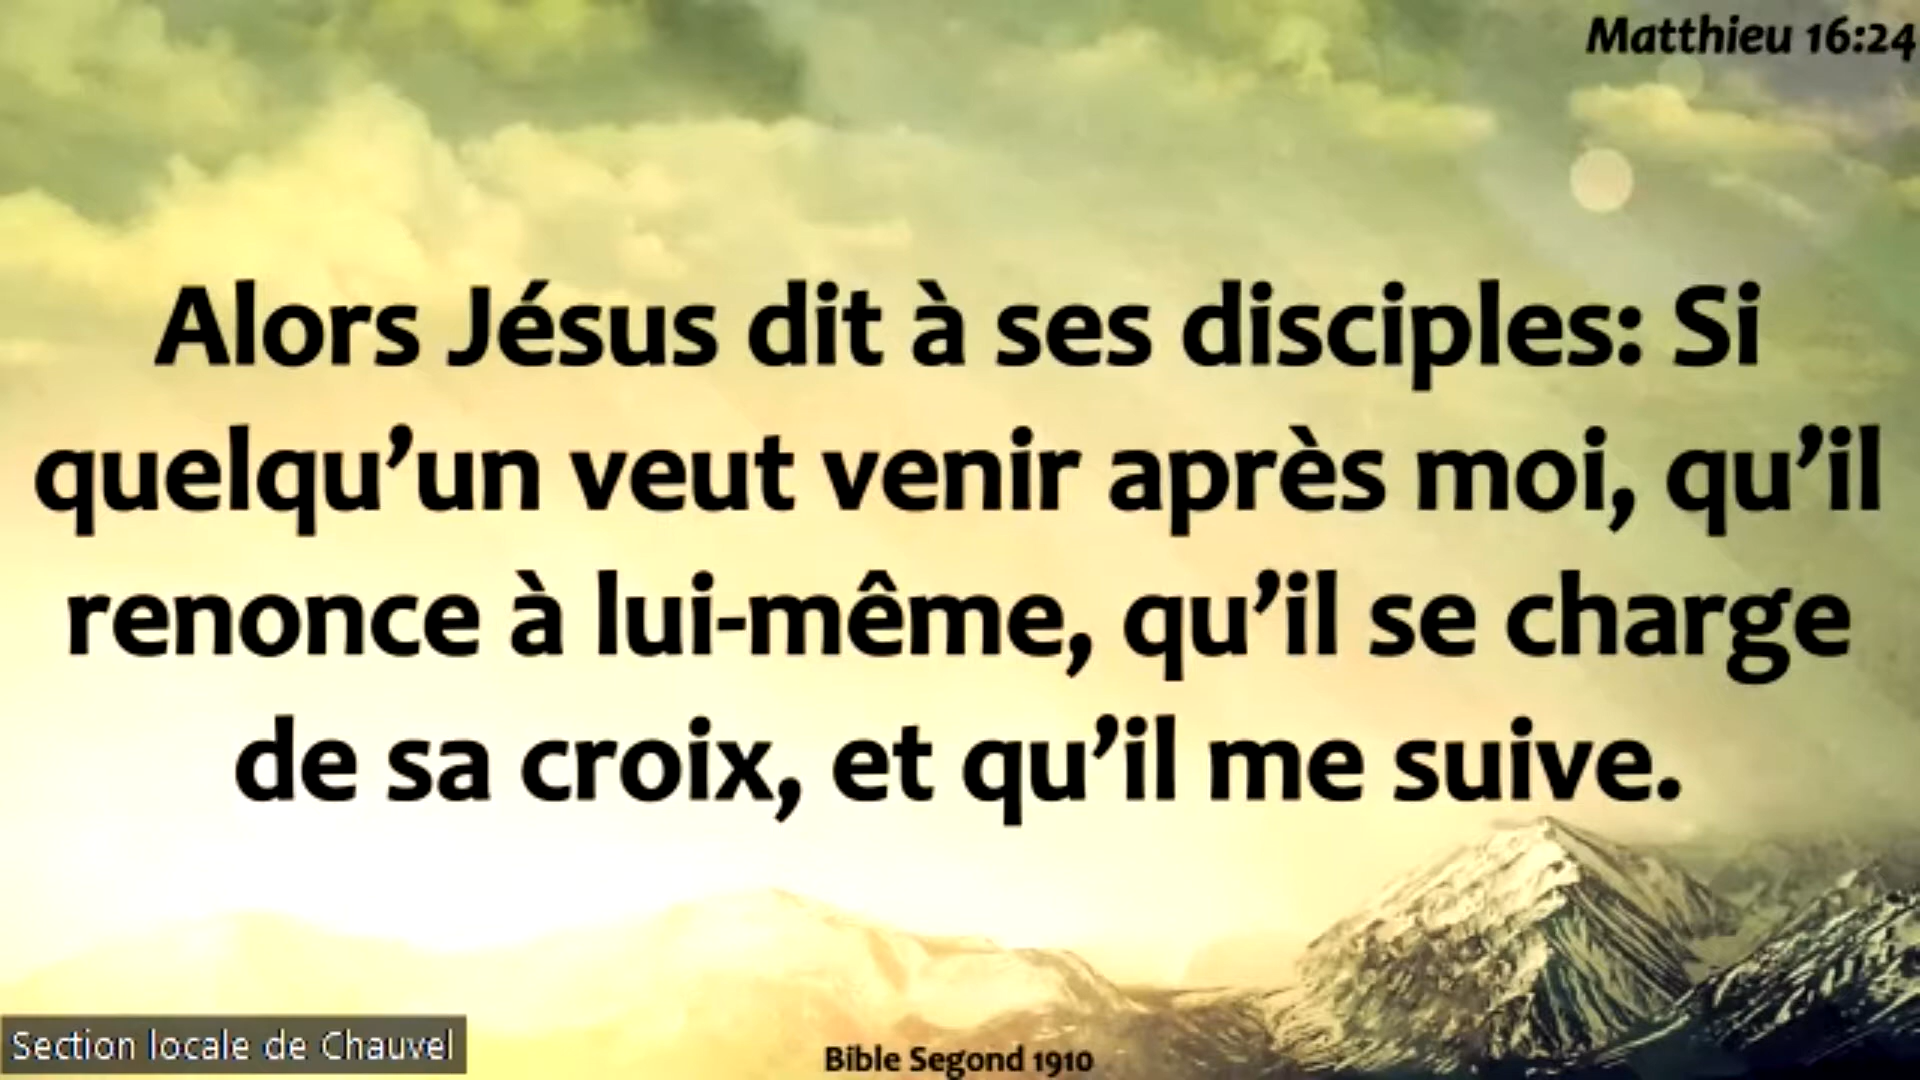 Matthieu 16:24
Alors Jésus dit à ses disciples: Si
quelqu’un veut venir après moi, qu’il
renonce à lui-même, qu’il se charge
de sa croix, et qu’il me suive.
Section locale de Chauvel
Bible Segond 1910